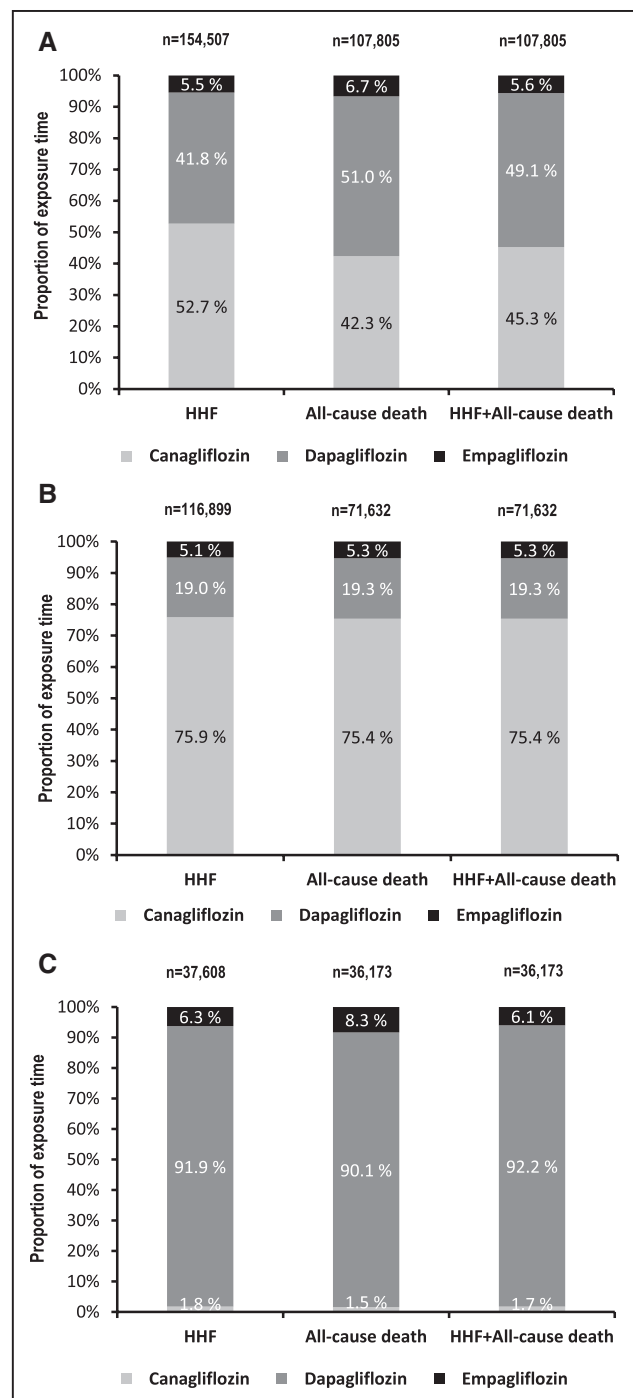 A
n=154,507 n=107,805 n=107,805
Proportion of exposure time
100%
90%
80%
70%
60%
50%
40%
30%
20%
10%
0%
5.5 % 6.7 % 5.6 %
41.8 % 51.0 % 49.1 %
52.7 % 42.3 % 45.3 %
HHF All-cause death HHF+All-cause death
Canagliflozin Dapagliflozin Empagliflozin
B
n=116,899 n=71,632 n=71,632
Proportion of exposure time
100%
90%
80%
70%
60%
50%
40%
30%
20%
10%
0%
5.1 % 5.3 % 5.3 %
19.0 % 19.3 % 19.3 %
75.9 % 75.4 % 75.4 %
HHF All-cause death HHF+All-cause death
Canagliflozin Dapagliflozin Empagliflozin
C
n=37,608 n=36,173 n=36,173
Proportion of exposure time
100%
90%
80%
70%
60%
50%
40%
30%
20%
10%
0%
6.3 % 8.3 % 6.1 %
91.9 % 90.1 % 92.2 %
1.8 % 1.5 % 1.7 %
HHF All-cause death HHF+All-cause death
Canagliflozin Dapagliflozin Empagliflozin